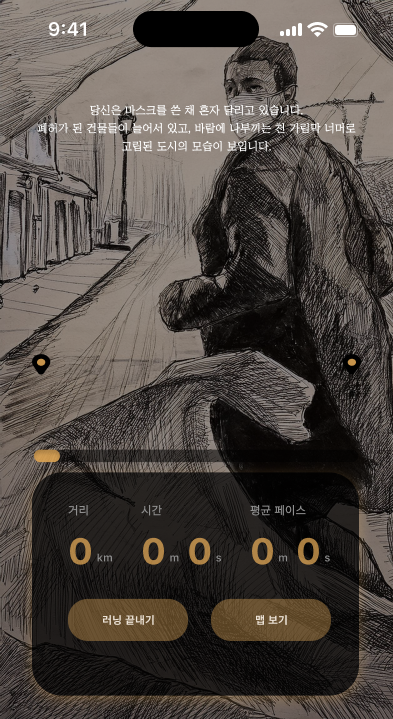 9:41
당신은 마스크를 쓴 채 혼자 달리고 있습니다.
폐허가 된 건물들이 늘어서 있고, 바람에 나부끼는 천 가림막 너머로
고립된 도시의 모습이 보입니다.
거리 시간 평균 페이스
0 km 0 m 0 s 0 m 0 s
러닝 끝내기 맵 보기